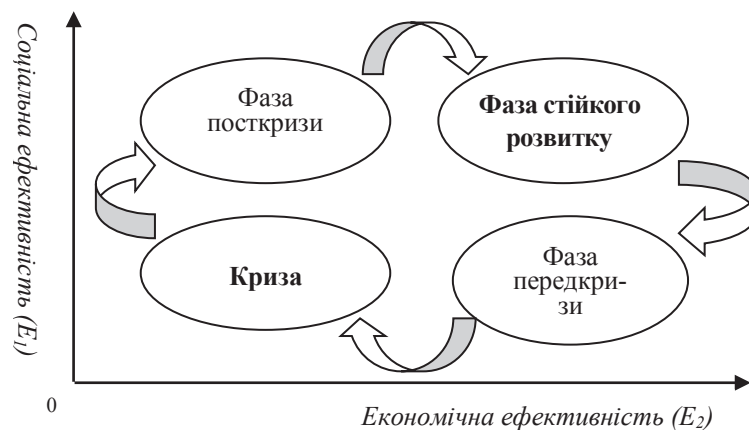 Соціальна ефективність (E₁)
Фаза
посткризи
Фаза стійкого
розвитку
Криза
Фаза
передкри-
зи
0
Економічна ефективність (E₂)